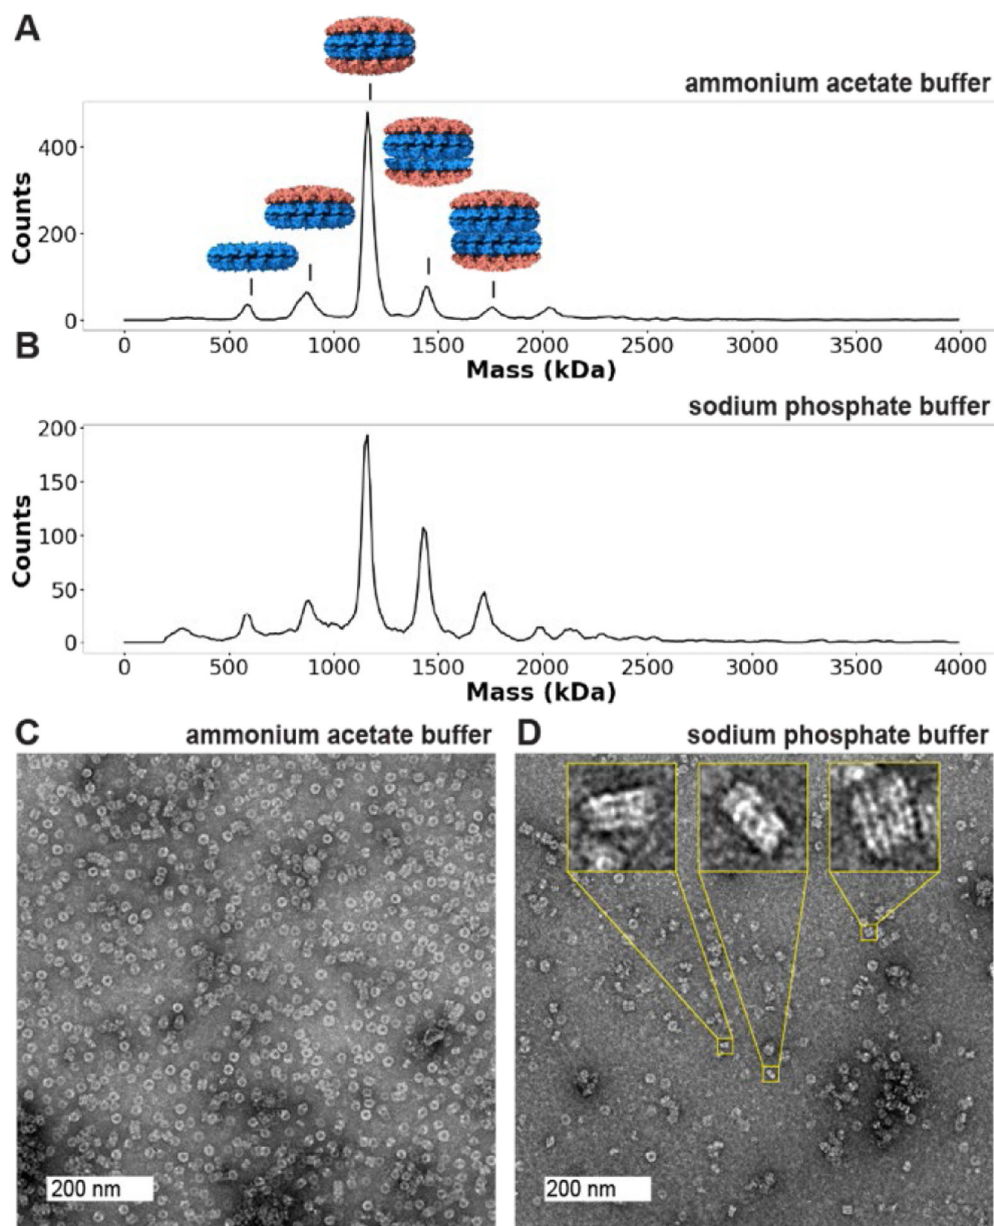 A
ammonium acetate buffer
400
200
0
Counts
0 500 1000 1500 2000 2500 3000 3500 4000
Mass (kDa)
B
sodium phosphate buffer
200
150
100
50
0
Counts
0 500 1000 1500 2000 2500 3000 3500 4000
Mass (kDa)
C ammonium acetate buffer
D sodium phosphate buffer
200 nm
200 nm